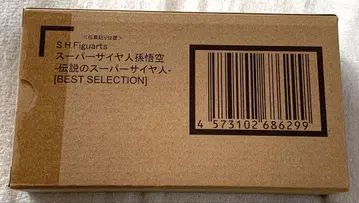 S.H.Figuarts
スーパーサイヤ人孫悟空
-伝説のスーパーサイヤ人-
[BEST SELECTION]
4 573102 686299